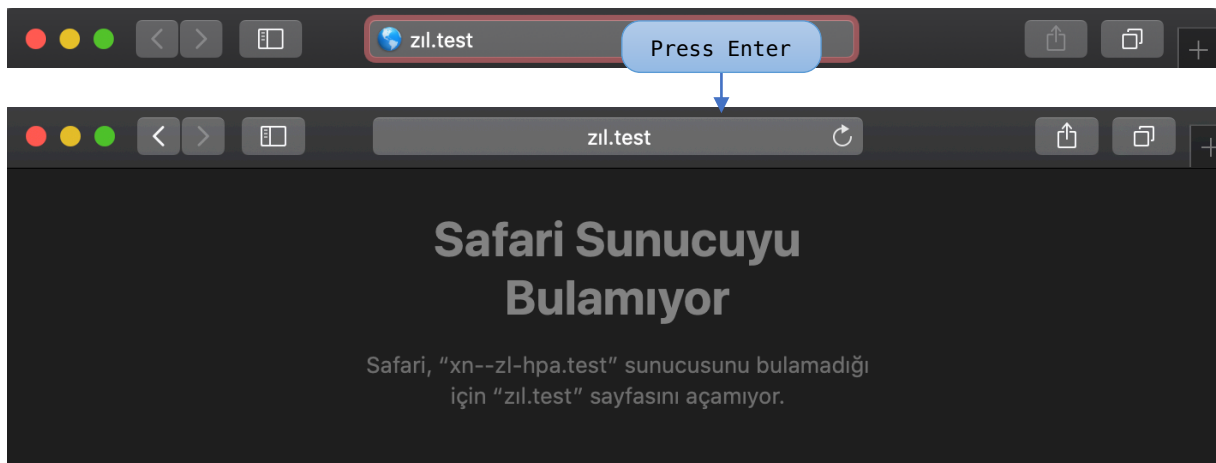 zıl.test
Press Enter
zıl.test
Safari Sunucuyu
Bulamıyor
Safari, “xn--zl-hpa.test” sunucusunu bulamadığı
için “zıl.test” sayfasını açamıyor.